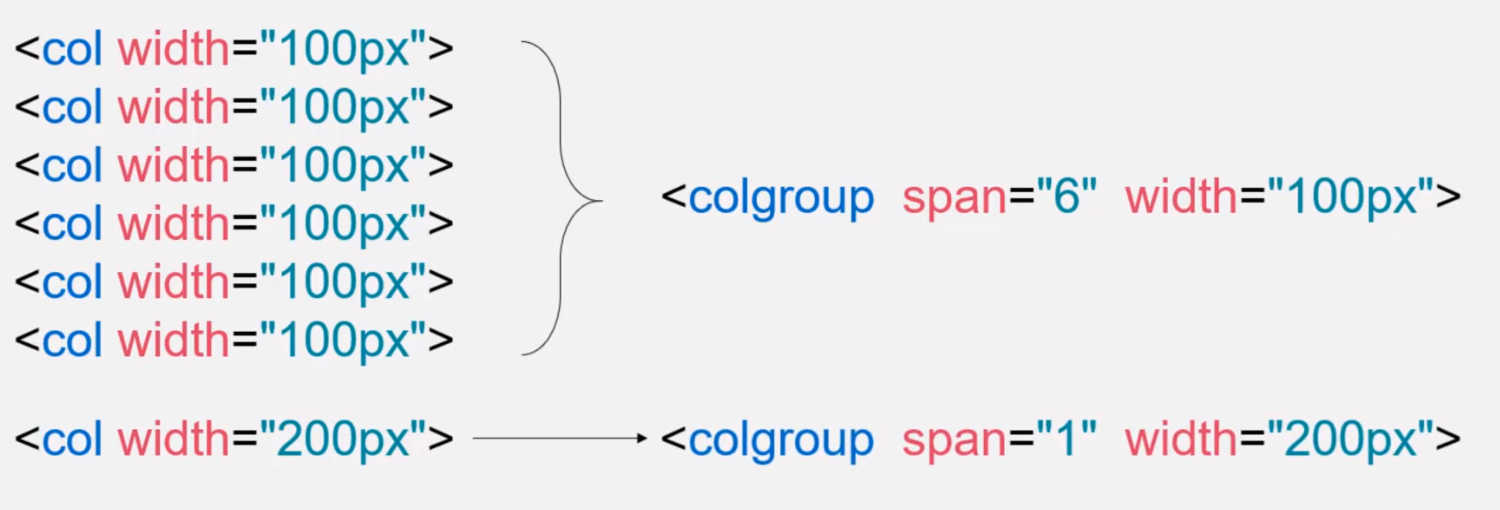 <col width="100px">
<col width="100px">
<col width="100px">
<col width="100px">
<col width="100px">
<col width="100px">
<colgroup span="6" width="100px">
<col width="200px">
<colgroup span="1" width="200px">